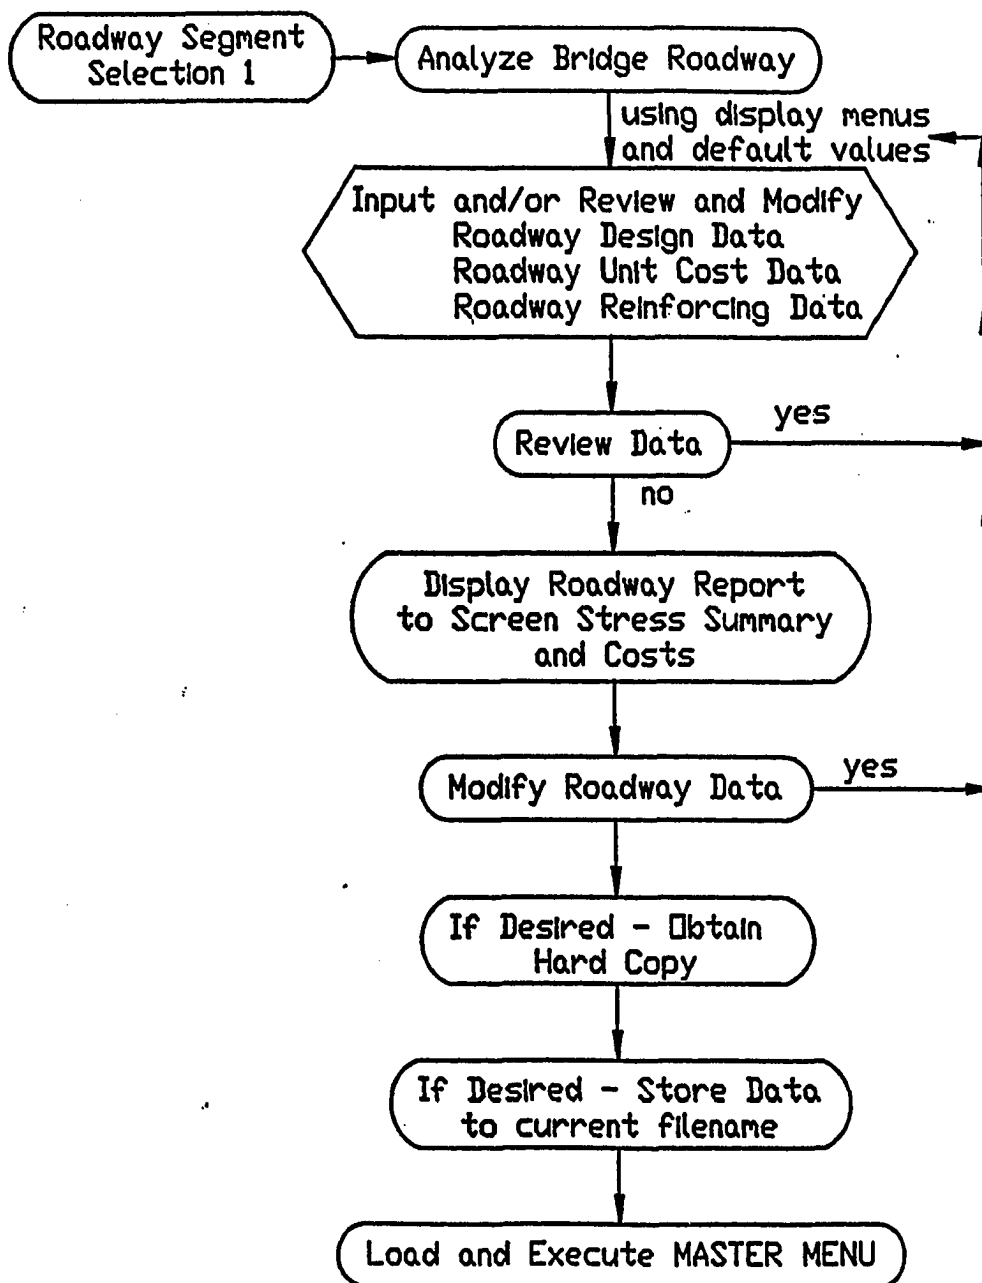 Roadway Segment
Selection 1
Analyze Bridge Roadway
using display menus
and default values
Input and/or Review and Modify
Roadway Design Data
Roadway Unit Cost Data
Roadway Reinforcing Data
Review Data
yes
no
Display Roadway Report
to Screen Stress Summary
and Costs
Modify Roadway Data
yes
If Desired - Obtain
Hard Copy
If Desired - Store Data
to current filename
Load and Execute MASTER MENU